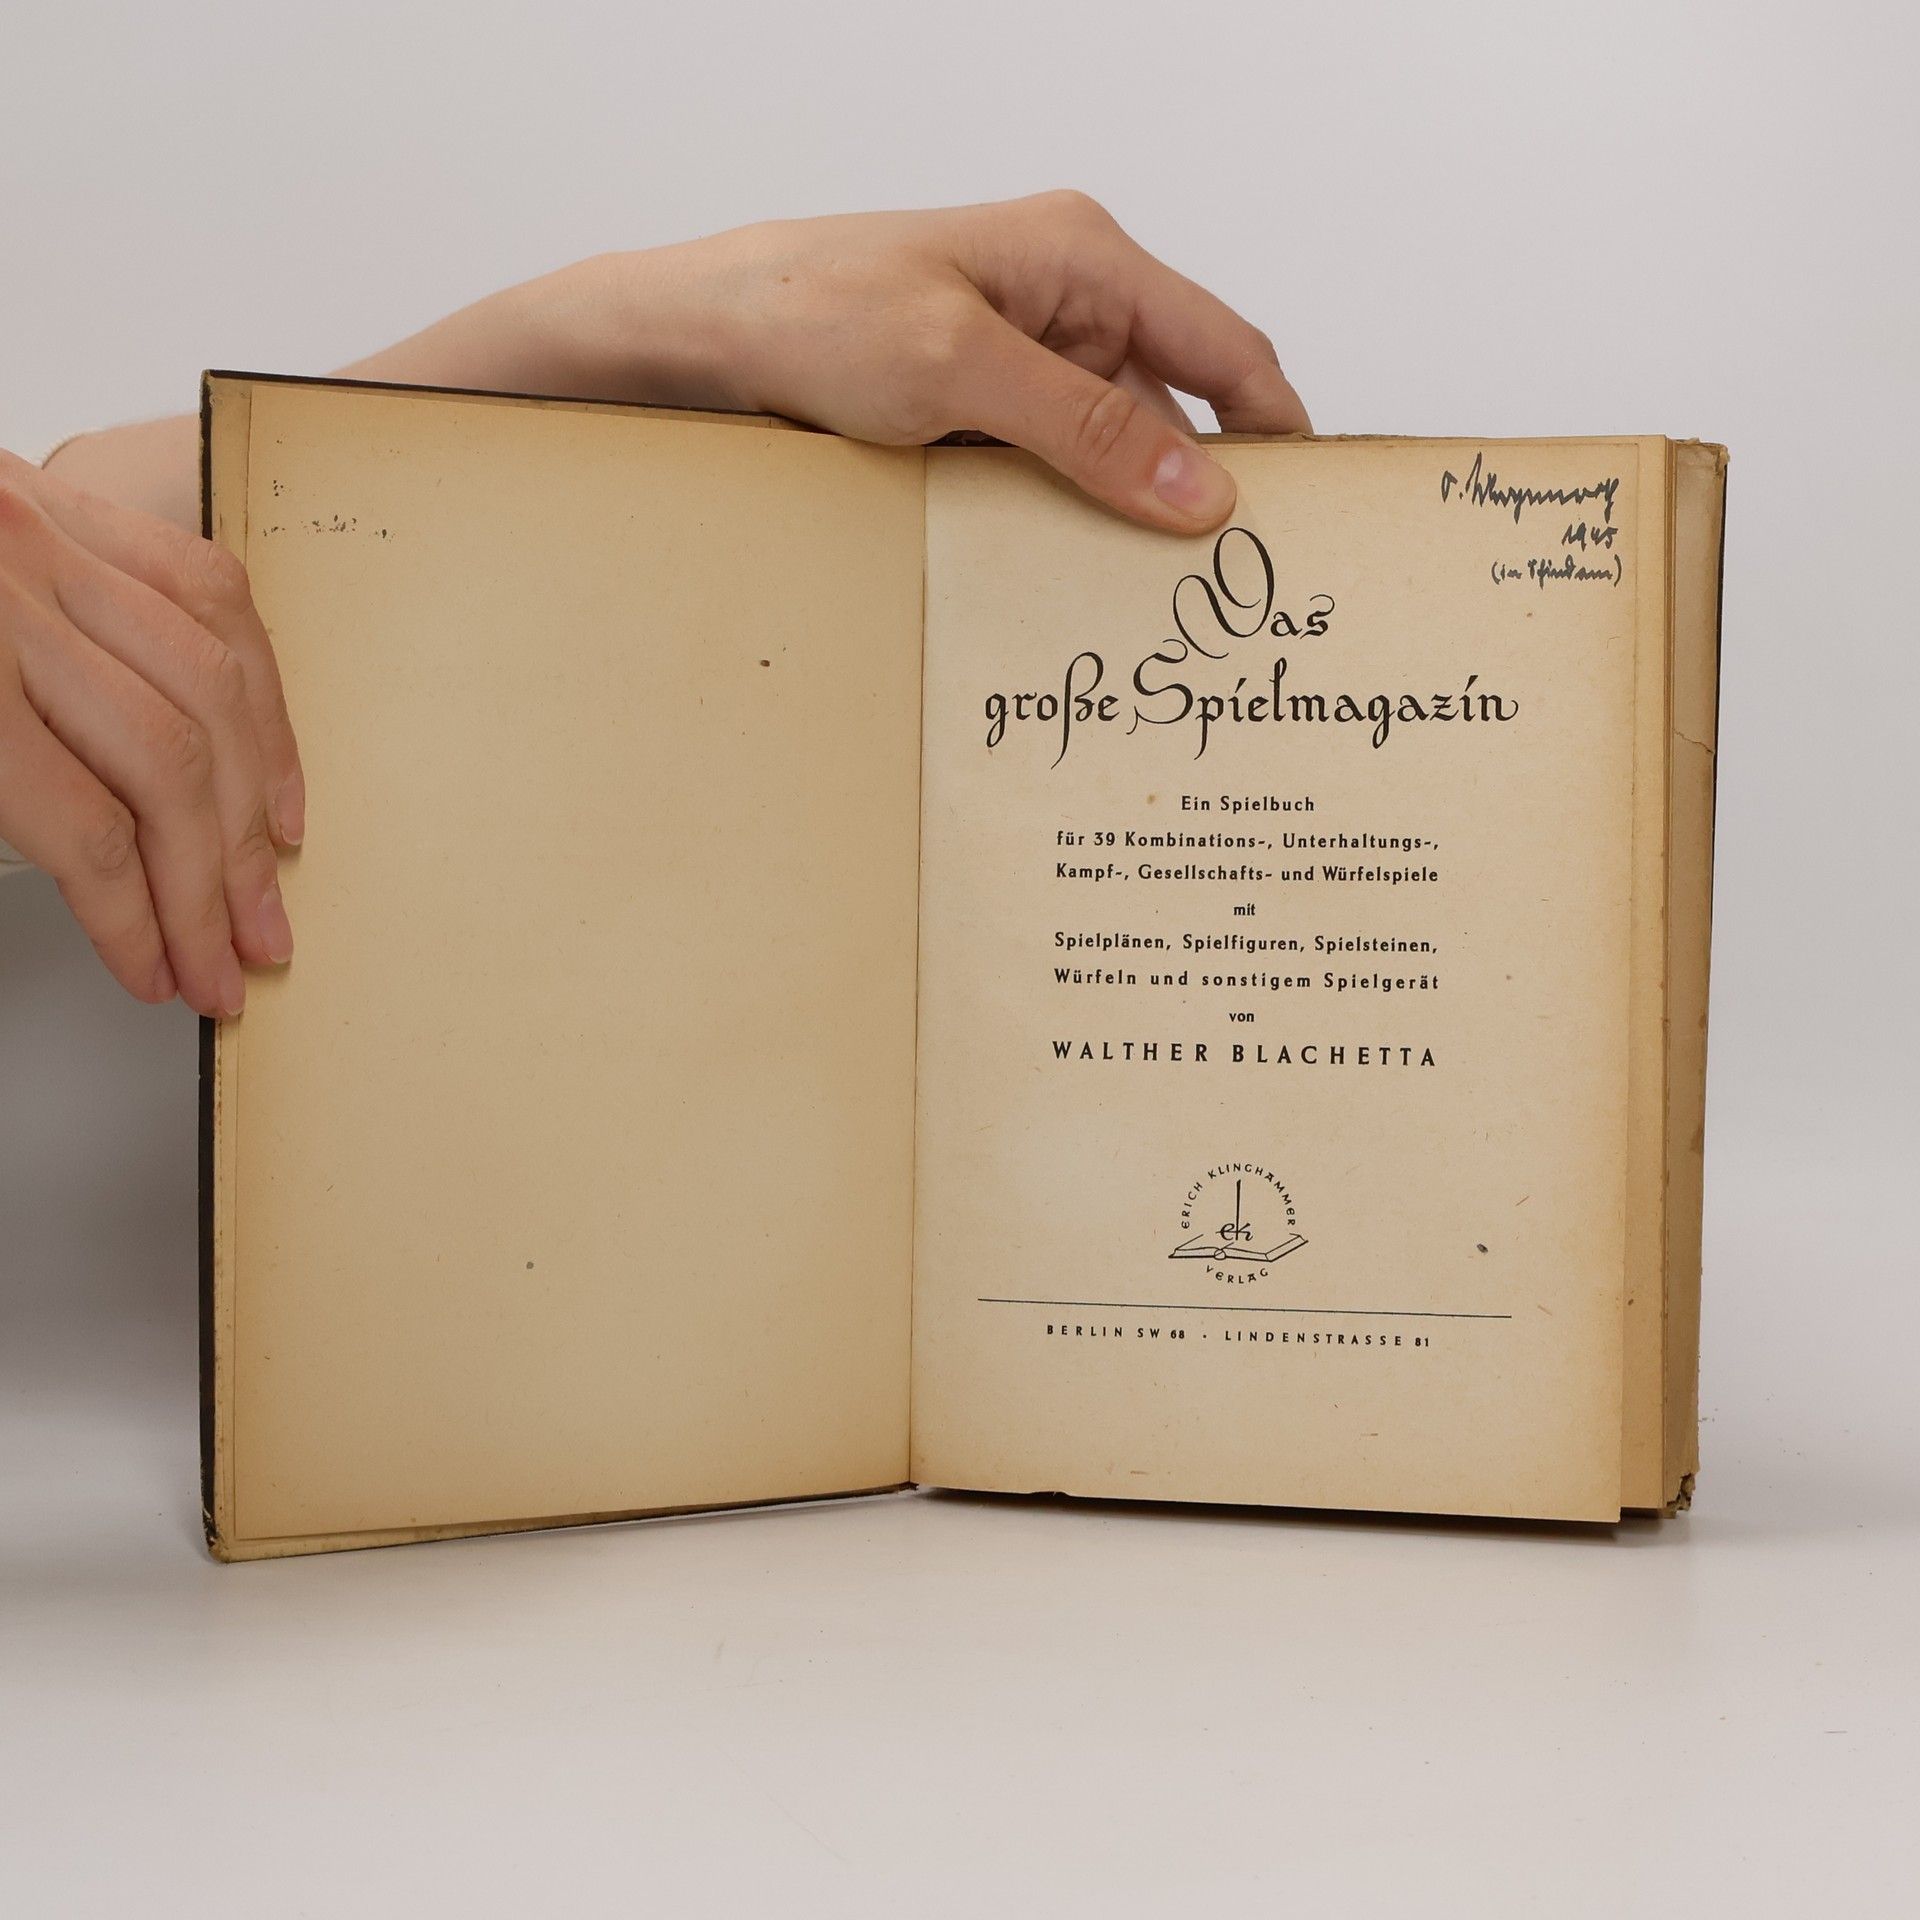 1945
Das
große Spielmagazin
Ein Spielbuch
für 39 Kombinations-, Unterhaltungs-,
Kampf-, Gesellschafts- und Würfelspiele
mit
Spielplänen, Spielfiguren, Spielsteinen,
Würfeln und sonstigem Spielgerät
von
WALTHER BLACHETTA
ERICH KLINGHAMMER
ek
VERLAG
BERLIN SW 68 · LINDENSTRASSE 81